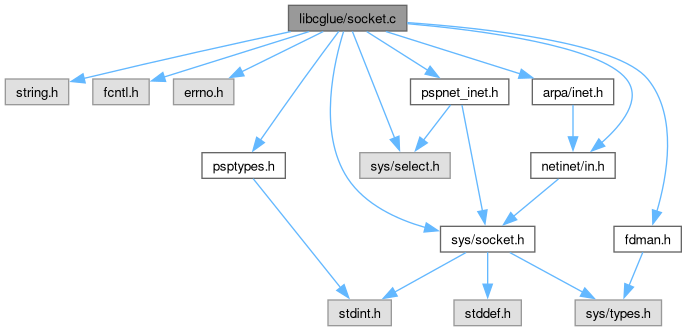 libcglue/socket.c
string.h
fcntl.h
errno.h
pspnet_inet.h
arpa/inet.h
psptypes.h
sys/select.h
netinet/in.h
sys/socket.h
fdman.h
stdint.h
stddef.h
sys/types.h